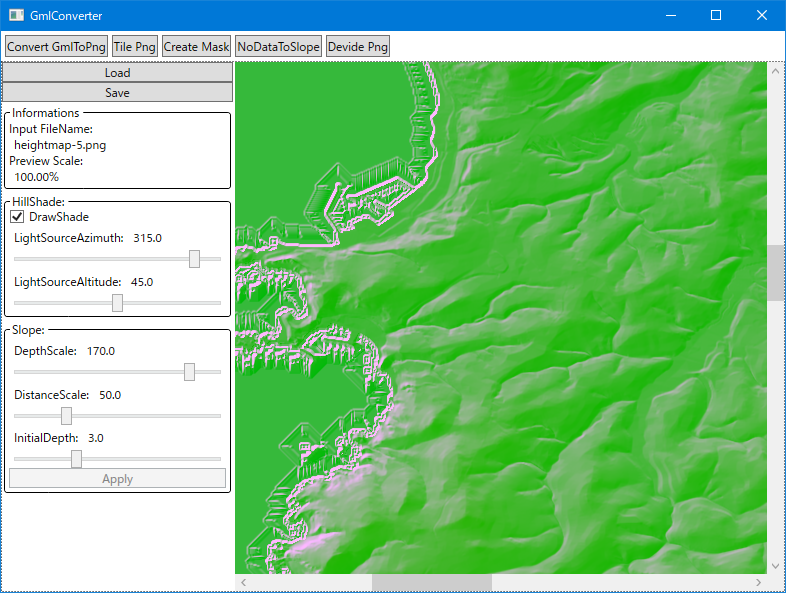 GmlConverter
Convert GmlToPng Tile Png Create Mask NoDataToSlope Devide Png
Load
Save
Informations
Input FileName:
heightmap-5.png
Preview Scale:
100.00%
HillShade:
DrawShade
LightSourceAzimuth: 315.0
LightSourceAltitude: 45.0
Slope:
DepthScale: 170.0
DistanceScale: 50.0
InitialDepth: 3.0
Apply